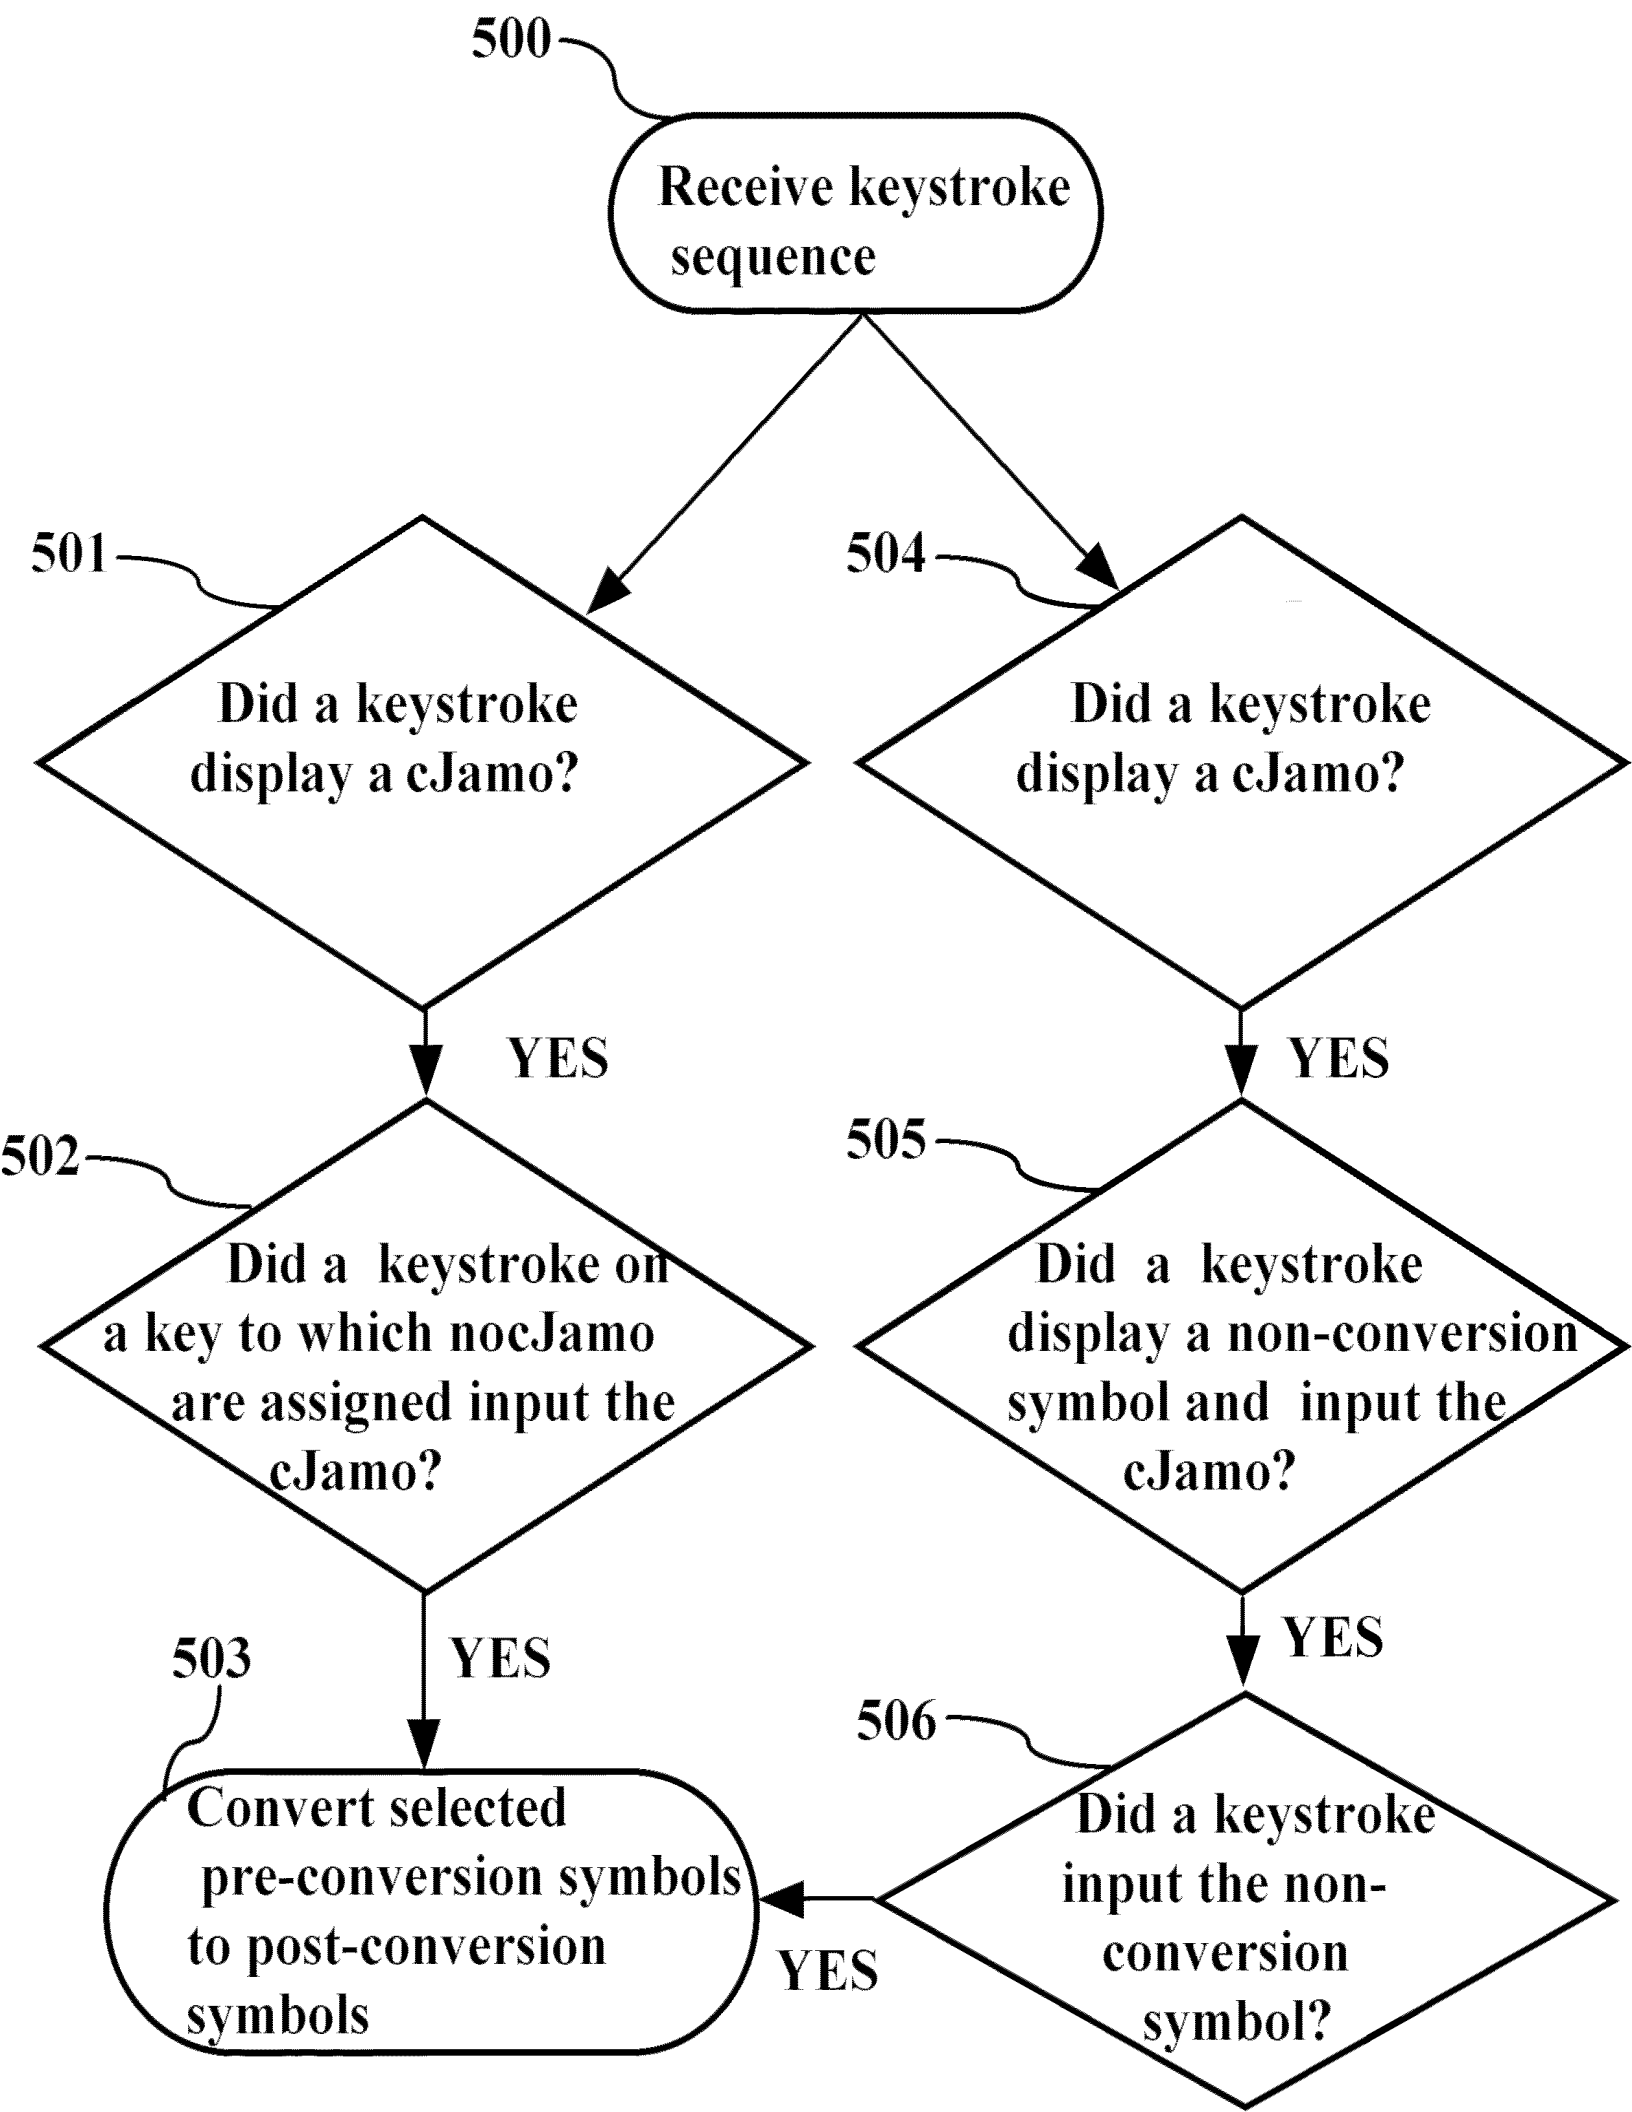 500
Receive keystroke
sequence
501
Did a keystroke
display a cJamo?
504
Did a keystroke
display a cJamo?
YES
YES
502
Did a keystroke on
a key to which nocJamo
are assigned input the
cJamo?
505
Did a keystroke
display a non-conversion
symbol and input the
cJamo?
YES
YES
503
Convert selected
pre-conversion symbols
to post-conversion
symbols
506
Did a keystroke
input the non-
conversion
symbol?
YES